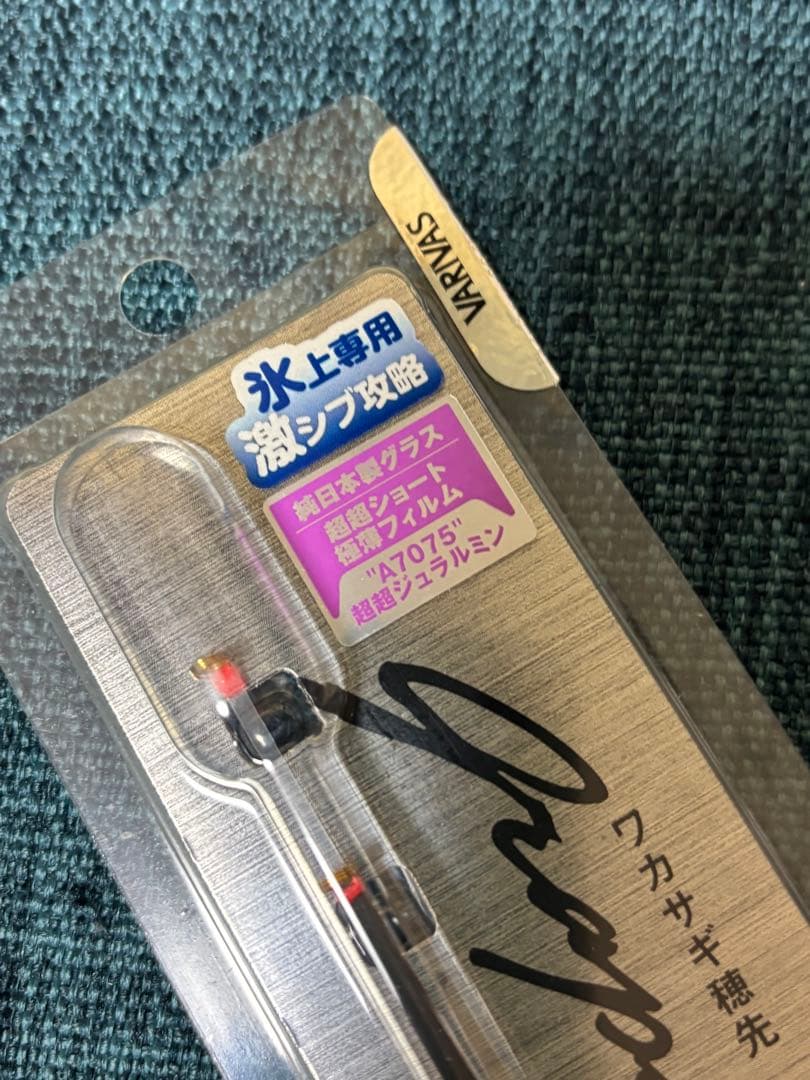 VARIVAS
氷上専用
激シブ攻略
純日本製グラス
超超ショート
極薄フィルム
"A7075"
超超ジュラルミン
ワカサギ穂先